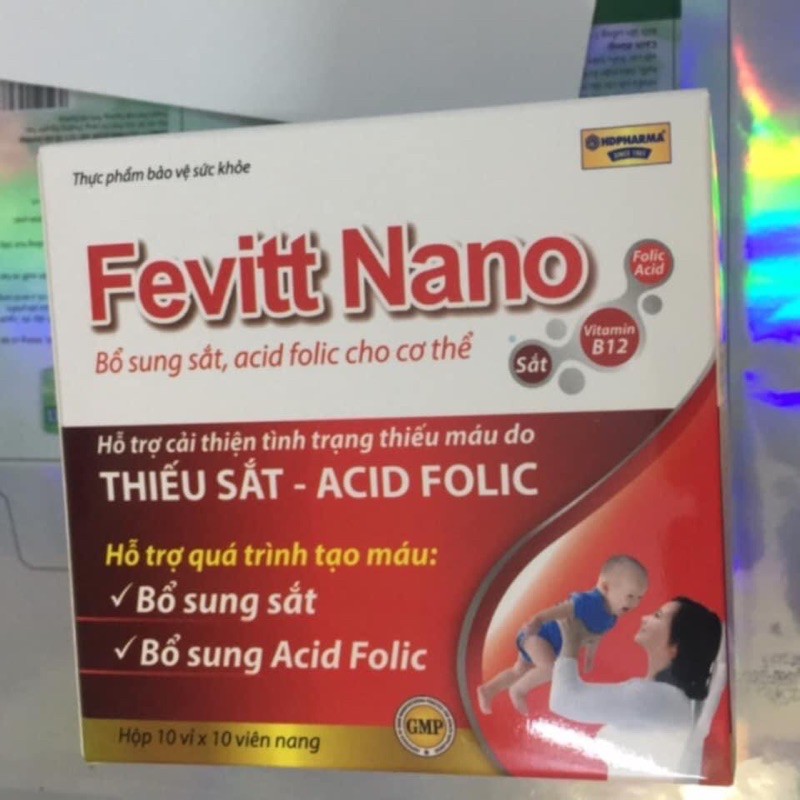 Thực phẩm bảo vệ sức khỏe
HDPHARMA
SINCE 1965
Fevitt Nano
Folic
Acid
Vitamin
B12
Sắt
Bổ sung sắt, acid folic cho cơ thể
Hỗ trợ cải thiện tình trạng thiếu máu do
THIẾU SẮT - ACID FOLIC
Hỗ trợ quá trình tạo máu:
✓ Bổ sung sắt
✓ Bổ sung Acid Folic
GMP
Hộp 10 vỉ x 10 viên nang